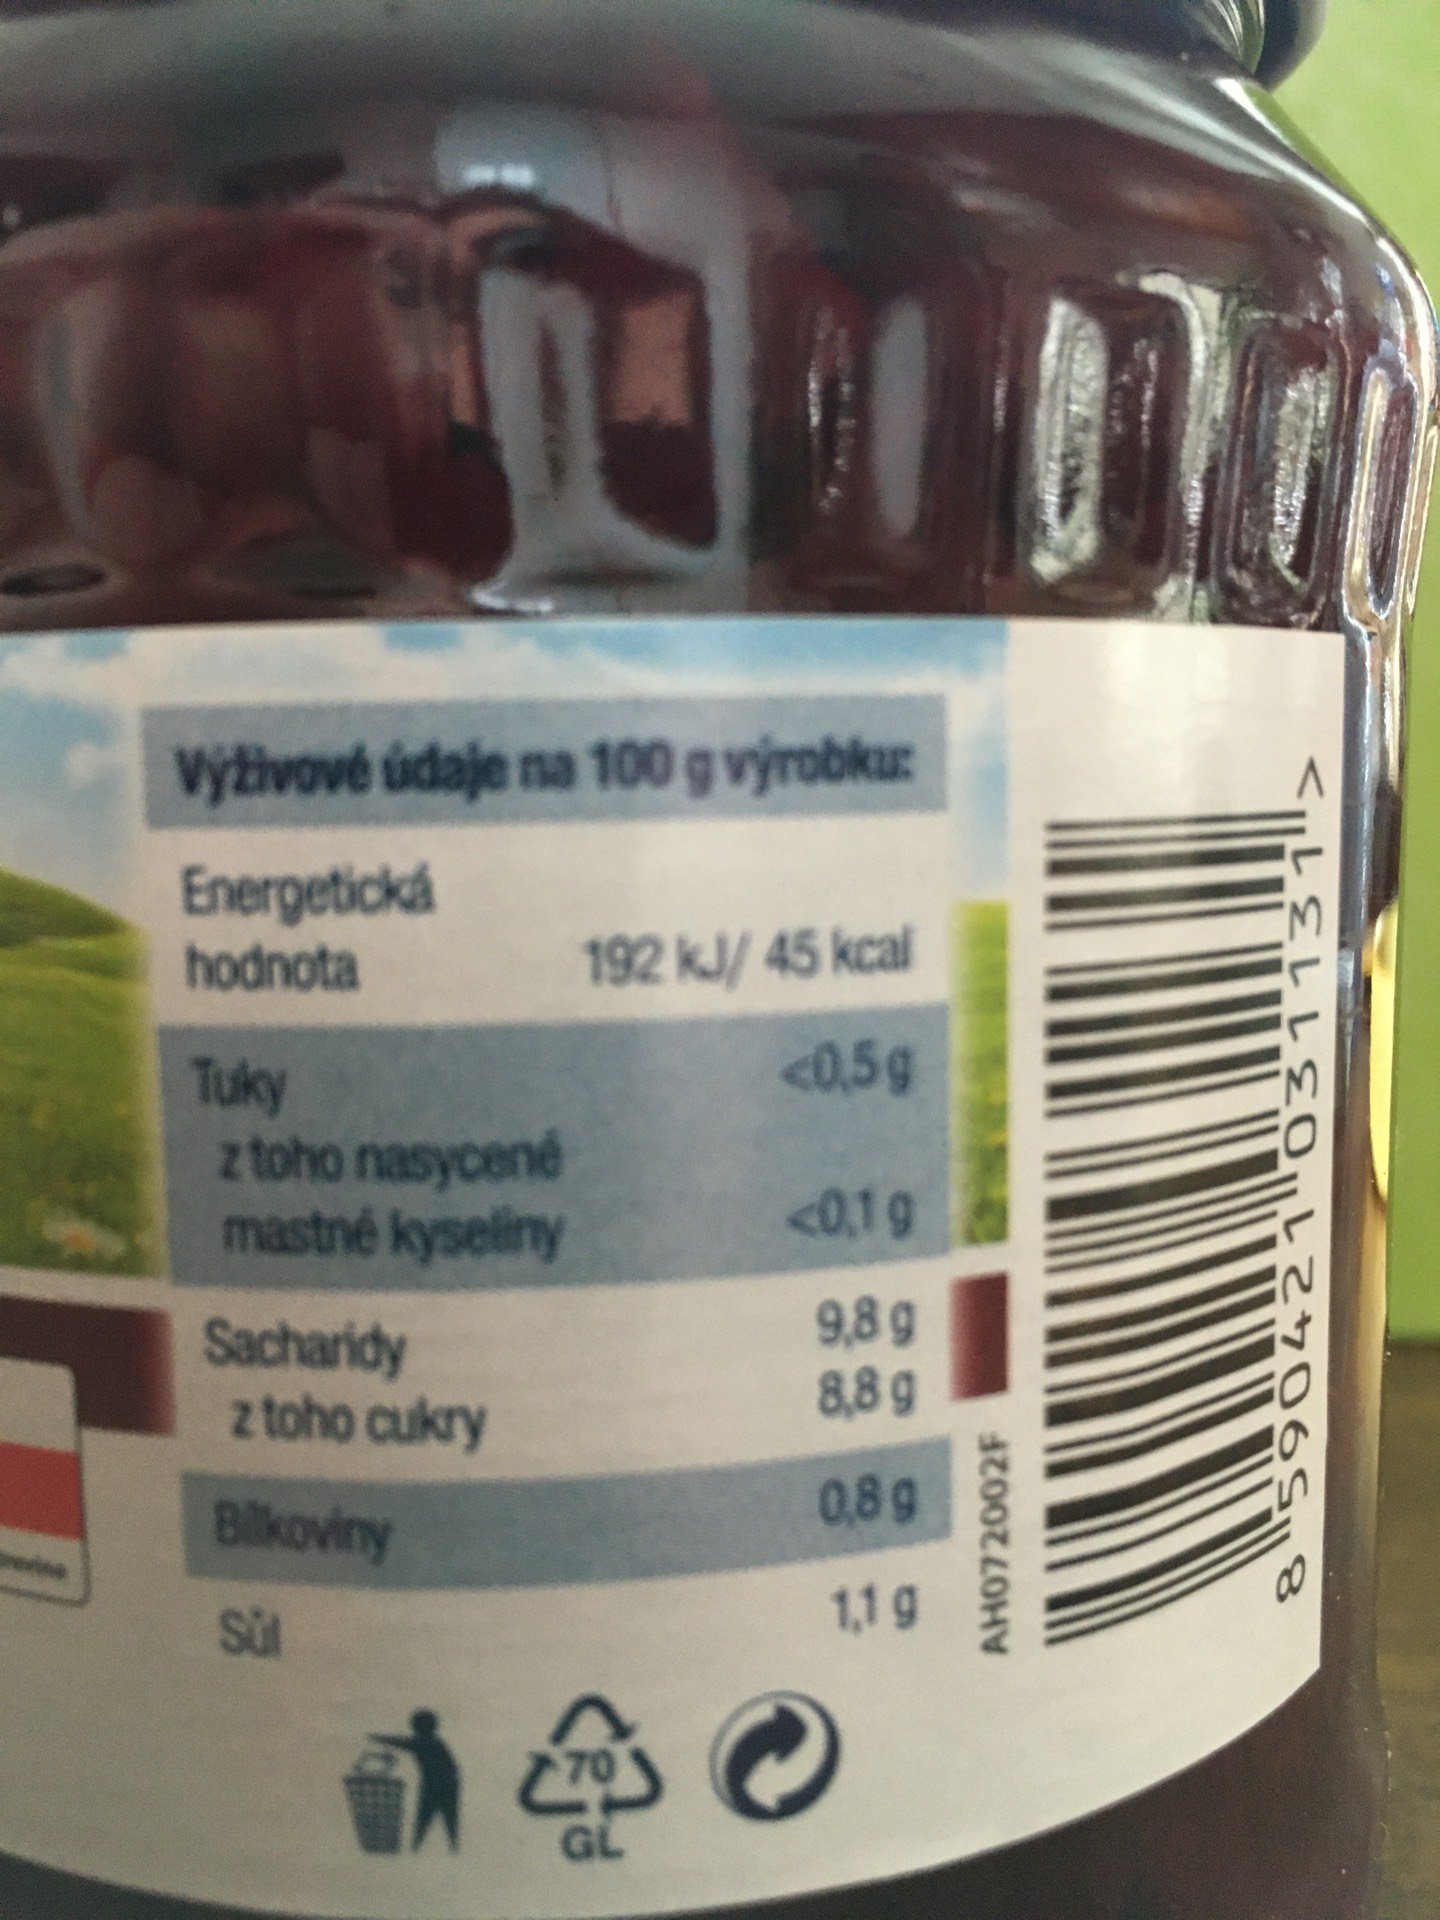 Výživové údaje na 100 g výrobku:
Energetická
hodnota 192 kJ/ 45 kcal
Tuky <0,5 g
z toho nasycené
mastné kyseliny <0,1 g
Sacharidy 9,8 g
z toho cukry 8,8 g
Bílkoviny 0,8 g
Sůl 1,1 g
70
GL
AH072002F
8 590421 031131 >